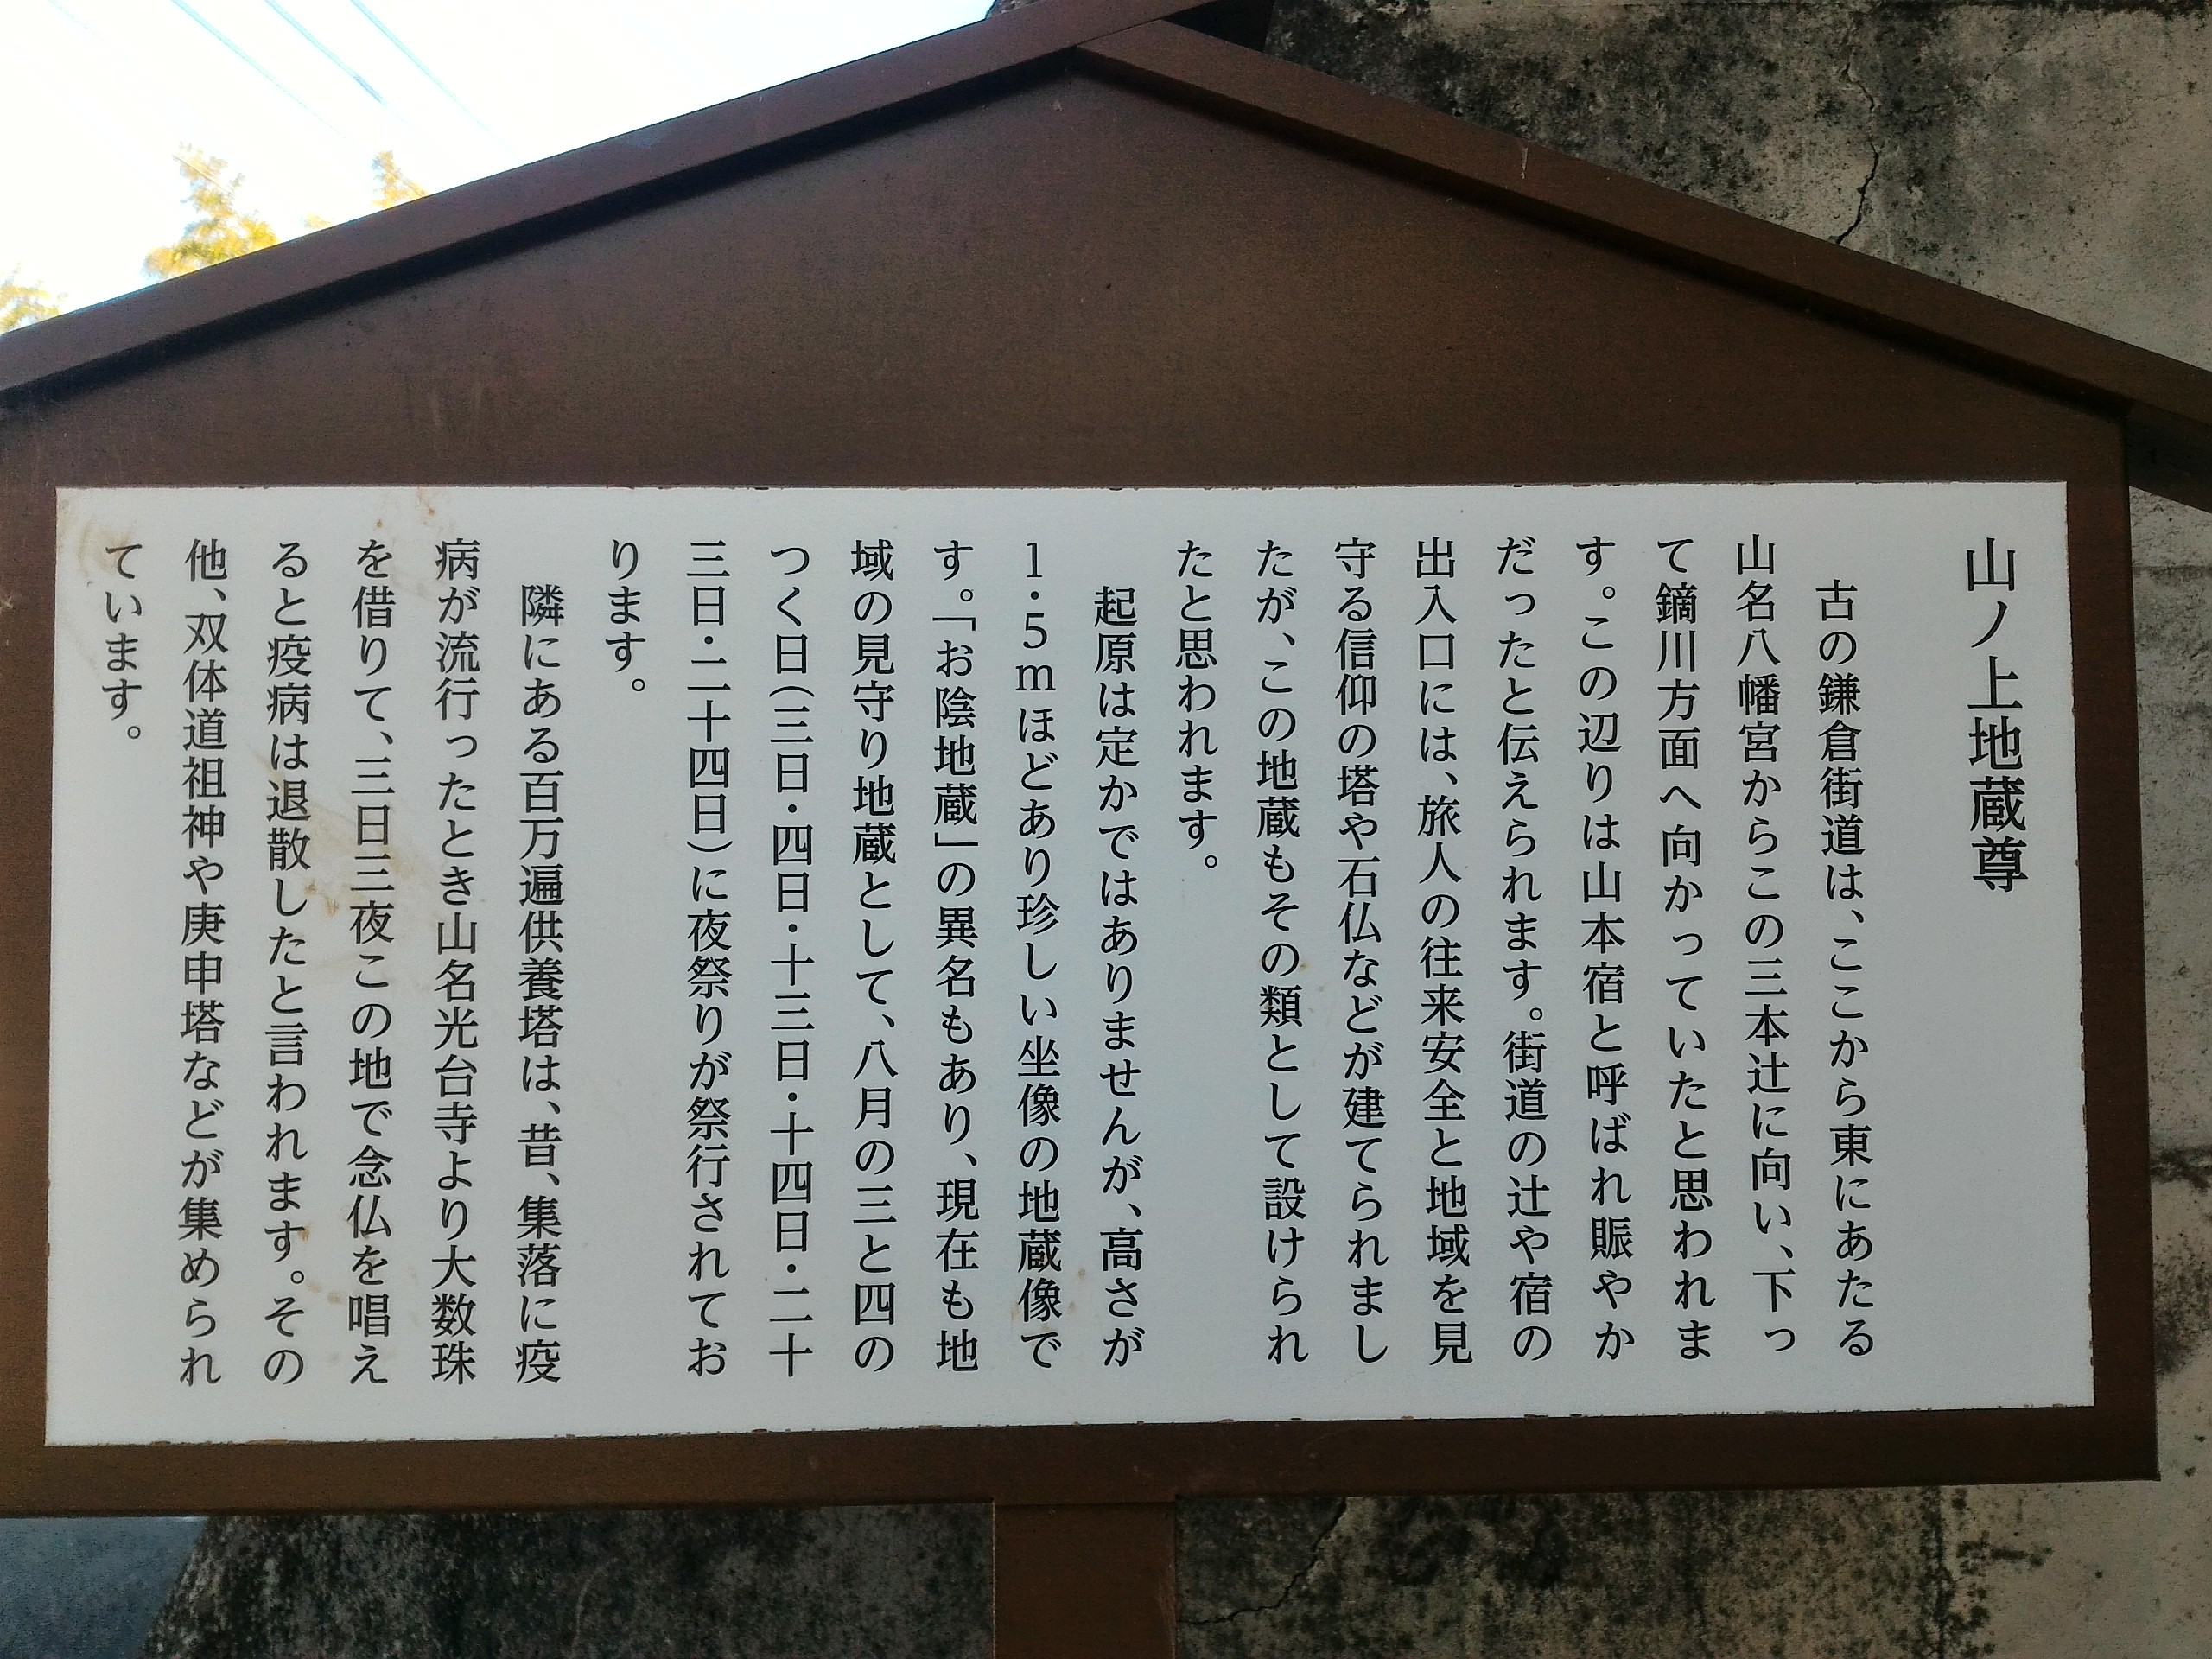 山ノ上地蔵尊
古の鎌倉街道は、ここから東にあたる
山名八幡宮からこの三本辻に向い、下っ
て鏑川方面へ向かっていたと思われま
す。この辺りは山本宿と呼ばれ賑やか
だったと伝えられます。街道の辻や宿の
出入口には、旅人の往来安全と地域を見
守る信仰の塔や石仏などが建てられまし
たが、この地蔵もその類として設けられ
たと思われます。
起原は定かではありませんが、高さが
1・5mほどあり珍しい坐像の地蔵像で
す。「お陰地蔵」の異名もあり、現在も地
域の見守り地蔵として、八月の三と四の
つく日(三日・四日・十三日・十四日・二十
三日・二十四日)に夜祭りが祭行されてお
ります。
隣にある百万遍供養塔は、昔、集落に疫
病が流行ったとき山名光台寺より大数珠
を借りて、三日三夜この地で念仏を唱え
ると疫病は退散したと言われます。その
他、双体道祖神や庚申塔などが集められ
ています。